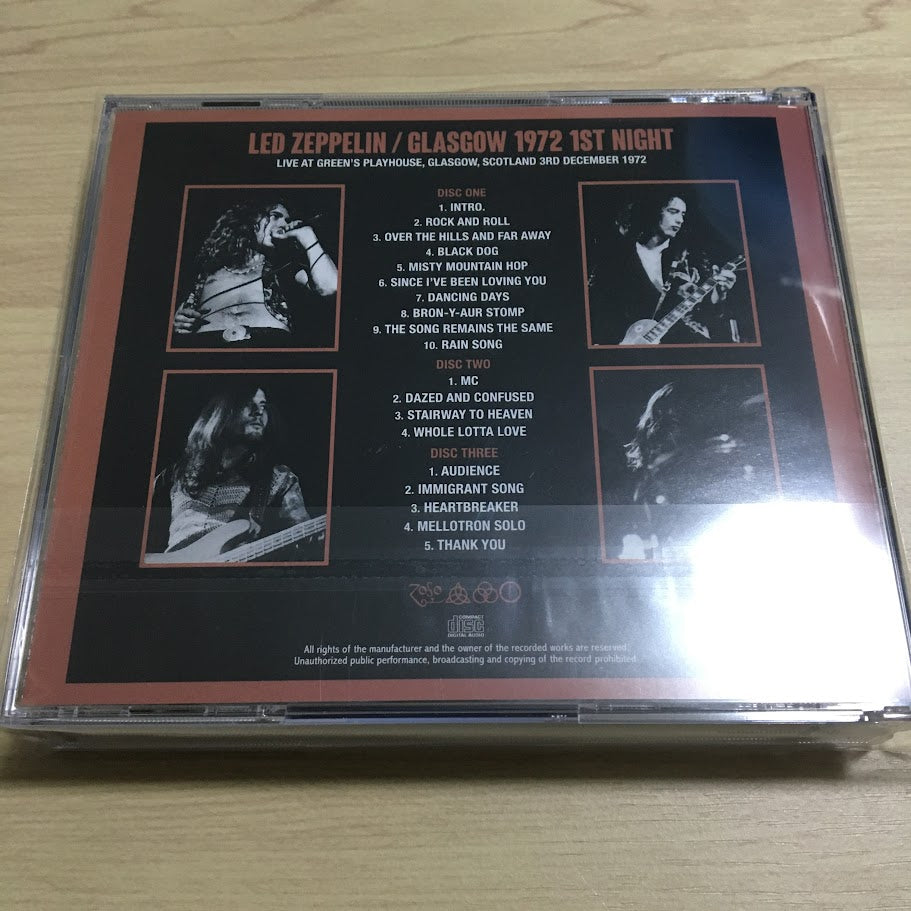 LED ZEPPELIN / GLASGOW 1972 1ST NIGHT
LIVE AT GREEN'S PLAYHOUSE, GLASGOW, SCOTLAND 3RD DECEMBER 1972
DISC ONE
1. INTRO.
2. ROCK AND ROLL
3. OVER THE HILLS AND FAR AWAY
4. BLACK DOG
5. MISTY MOUNTAIN HOP
6. SINCE I'VE BEEN LOVING YOU
7. DANCING DAYS
8. BRON-Y-AUR STOMP
9. THE SONG REMAINS THE SAME
10. RAIN SONG
DISC TWO
1. MC
2. DAZED AND CONFUSED
3. STAIRWAY TO HEAVEN
4. WHOLE LOTTA LOVE
DISC THREE
1. AUDIENCE
2. IMMIGRANT SONG
3. HEARTBREAKER
4. MELLOTRON SOLO
5. THANK YOU
ZoSo
COMPACT
disc
DIGITAL AUDIO
All rights of the manufacturer and the owner of the recorded works are reserved
Unauthorized public performance, broadcasting and copying of the record prohibited